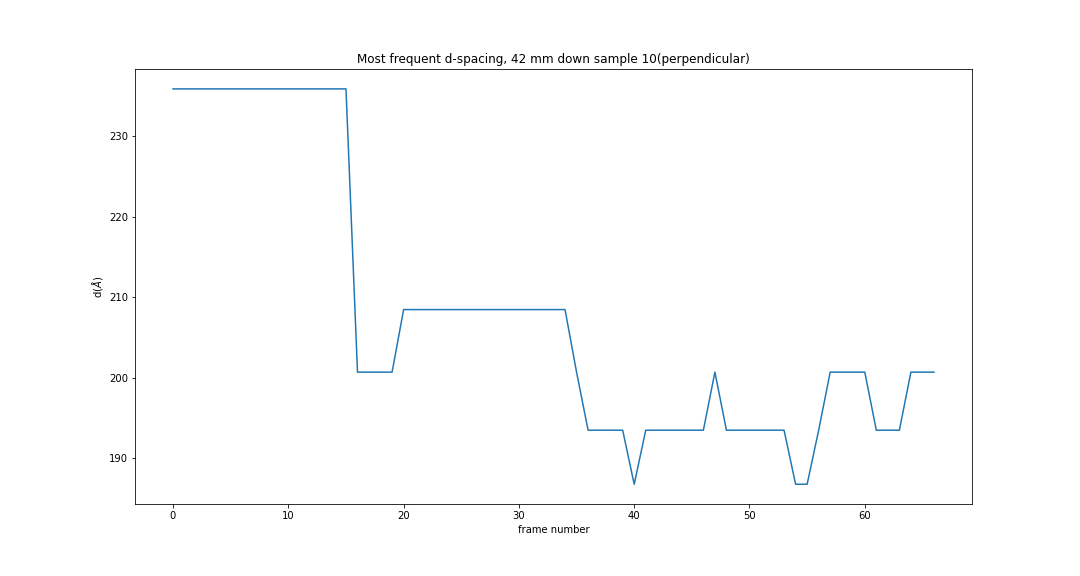 Most frequent d-spacing, 42 mm down sample 10(perpendicular)
230
220
210
200
190
d(Å)
0 10 20 30 40 50 60
frame number